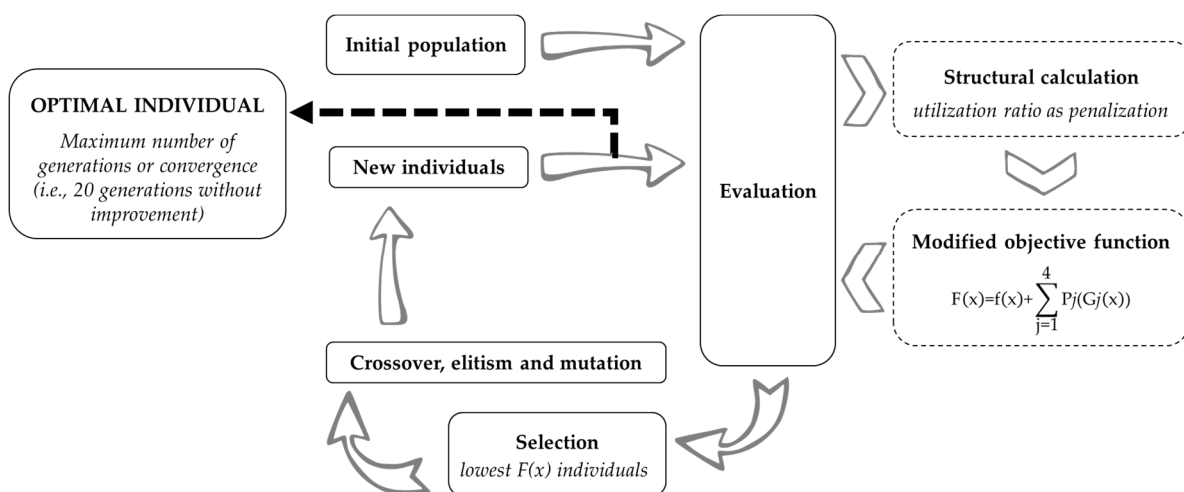 Initial population
OPTIMAL INDIVIDUAL
Maximum number of
generations or convergence
(i.e., 20 generations without
improvement)
New individuals
Evaluation
Structural calculation
utilization ratio as penalization
Modified objective function
4
F(x)=f(x)+∑Pj(Gj(x))
j=1
Crossover, elitism and mutation
Selection
lowest F(x) individuals